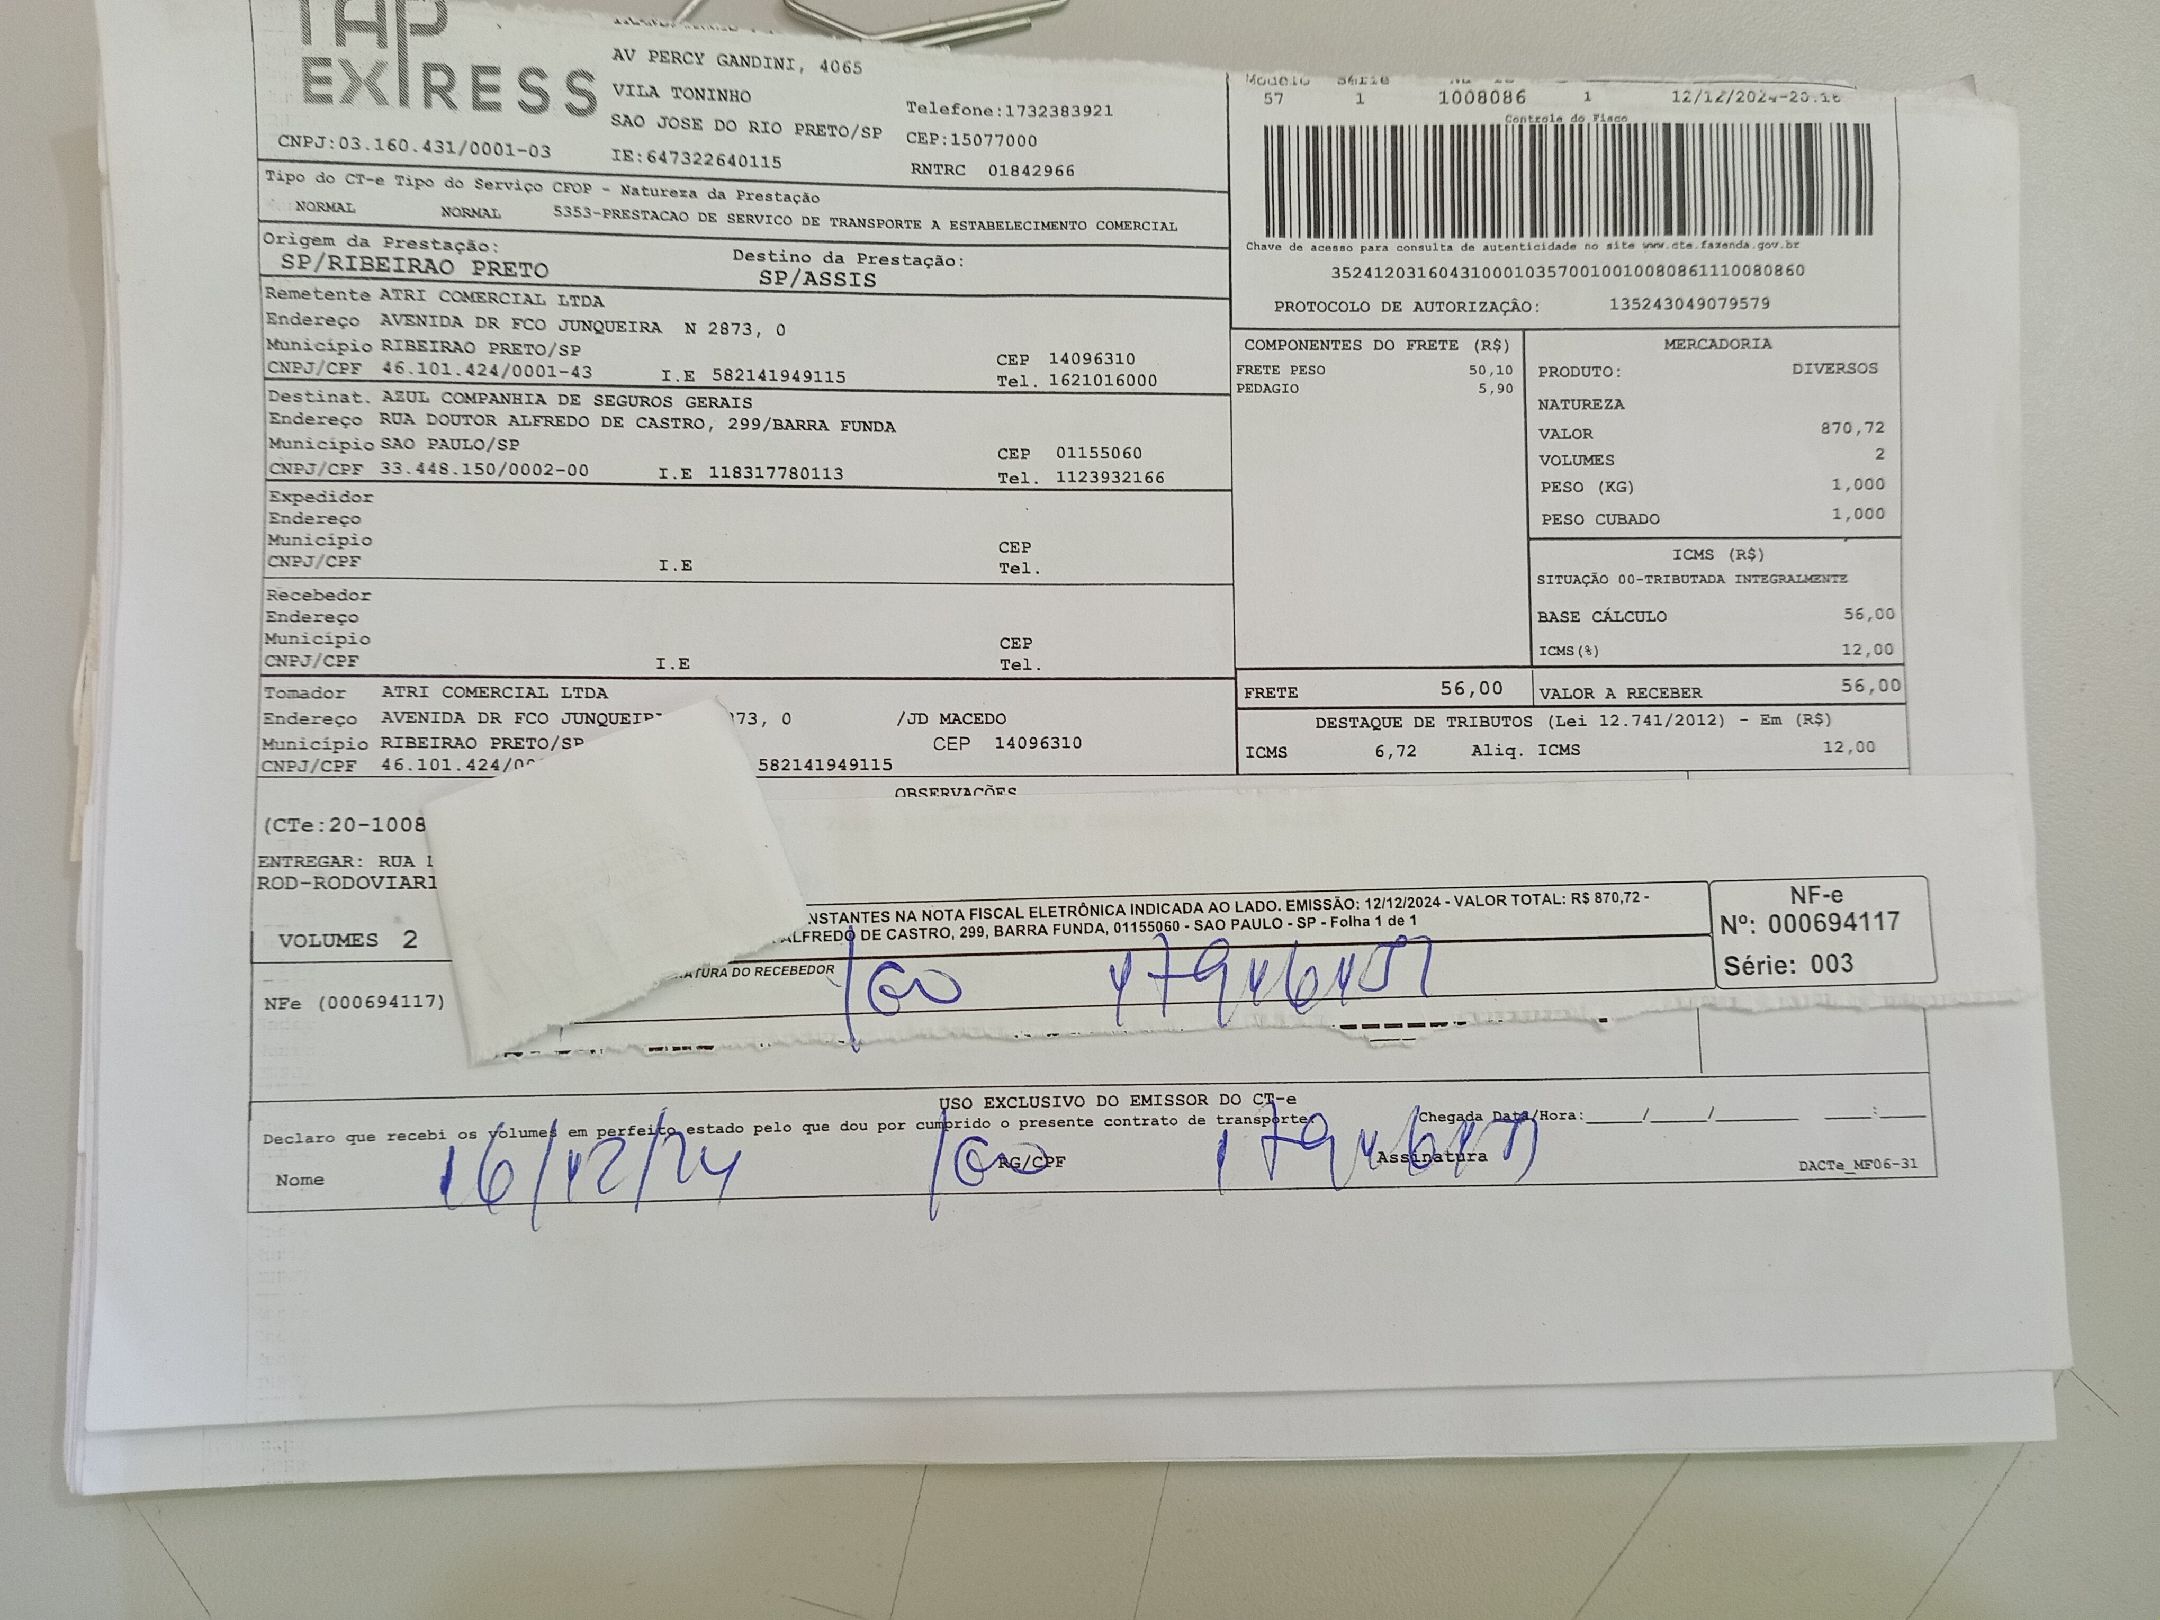 TAP
EXPRESS
AV PERCY GANDINI, 4065
VILA TONINHO
SAO JOSE DO RIO PRETO/SP
Telefone:1732383921
CEP:15077000
CNPJ:03.160.431/0001-03
IE:647322640115
RNTRC 01842966
Modelo Série
57 1 1008086 1 12/12/2024-20:18
Controle do Fisco
Tipo do CT-e Tipo do Serviço CFOP - Natureza da Prestação
NORMAL NORMAL 5353-PRESTACAO DE SERVICO DE TRANSPORTE A ESTABELECIMENTO COMERCIAL
Chave de acesso para consulta de autenticidade no site www.cte.fazenda.gov.br
35241203160431000103570010010080861110080860
PROTOCOLO DE AUTORIZAÇÃO: 135243049079579
Origem da Prestação:
SP/RIBEIRAO PRETO
Destino da Prestação:
SP/ASSIS
Remetente ATRI COMERCIAL LTDA
Endereço AVENIDA DR FCO JUNQUEIRA N 2873, 0
Município RIBEIRAO PRETO/SP CEP 14096310
CNPJ/CPF 46.101.424/0001-43 I.E 582141949115 Tel. 1621016000
Destinat. AZUL COMPANHIA DE SEGUROS GERAIS
Endereço RUA DOUTOR ALFREDO DE CASTRO, 299/BARRA FUNDA
Município SAO PAULO/SP CEP 01155060
CNPJ/CPF 33.448.150/0002-00 I.E 118317780113 Tel. 1123932166
Expedidor
Endereço
Município CEP
CNPJ/CPF I.E Tel.
Recebedor
Endereço
Município CEP
CNPJ/CPF I.E Tel.
Tomador ATRI COMERCIAL LTDA
Endereço AVENIDA DR FCO JUNQUEIR 873, 0 /JD MACEDO
Município RIBEIRAO PRETO/SP CEP 14096310
CNPJ/CPF 46.101.424/00 582141949115
COMPONENTES DO FRETE (R$)
FRETE PESO 50,10
PEDAGIO 5,90
MERCADORIA
PRODUTO: DIVERSOS
NATUREZA
VALOR 870,72
VOLUMES 2
PESO (KG) 1,000
PESO CUBADO 1,000
ICMS (R$)
SITUAÇÃO 00-TRIBUTADA INTEGRALMENTE
BASE CÁLCULO 56,00
ICMS(%) 12,00
FRETE 56,00 VALOR A RECEBER 56,00
DESTAQUE DE TRIBUTOS (Lei 12.741/2012) - Em (R$)
ICMS 6,72 Aliq. ICMS 12,00
OBSERVAÇÕES
(CTe:20-1008
ENTREGAR: RUA
ROD-RODOVIARI
VOLUMES 2
NSTANTES NA NOTA FISCAL ELETRÔNICA INDICADA AO LADO. EMISSÃO: 12/12/2024 - VALOR TOTAL: R$ 870,72 -
ALFREDO DE CASTRO, 299, BARRA FUNDA, 01155060 - SAO PAULO - SP - Folha 1 de 1
ATURA DO RECEBEDOR
NF-e
Nº: 000694117
Série: 003
NFe (000694117)
USO EXCLUSIVO DO EMISSOR DO CT-e
Declaro que recebi os volumes em perfeito estado pelo que dou por cumprido o presente contrato de transporte.
Chegada Data/Hora:____/____/______ ____:____
Nome RG/CPF Assinatura
16/12/24
DACTe_MF06-31